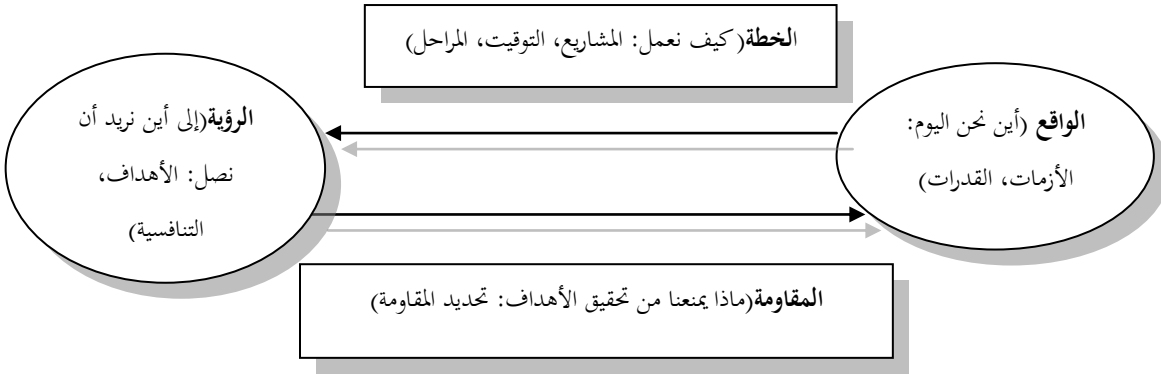 الخطة(كيف نعمل: المشاريع، التوقيت، المراحل)
الواقع (أين نحن اليوم:
الأزمات، القدرات)
الرؤية(إلى أين نريد أن
نصل: الأهداف،
التنافسية)
المقاومة(ماذا يمنعنا من تحقيق الأهداف: تحديد المقاومة)